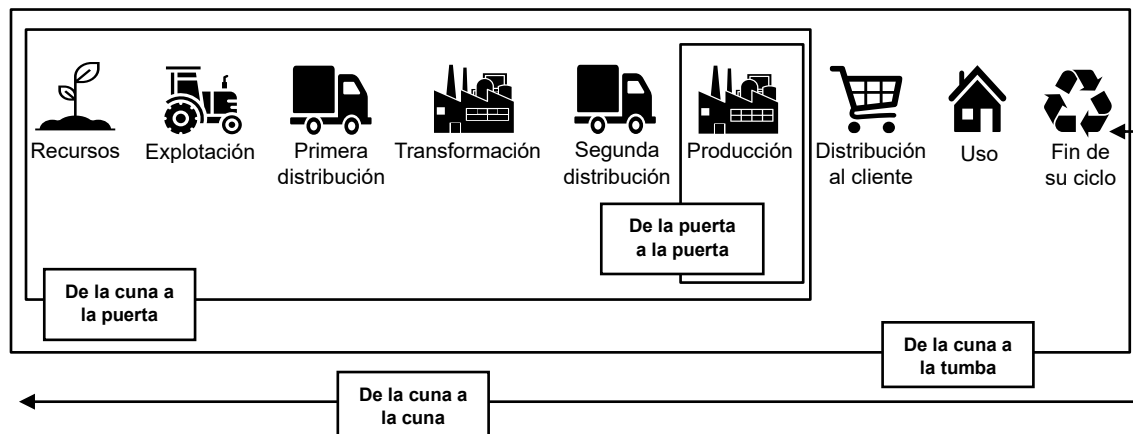 Recursos
Explotación
Primera
distribución
Transformación
Segunda
distribución
Producción
Distribución
al cliente
Uso
Fin de
su ciclo
De la puerta
a la puerta
De la cuna a
la puerta
De la cuna a
la tumba
De la cuna a
la cuna